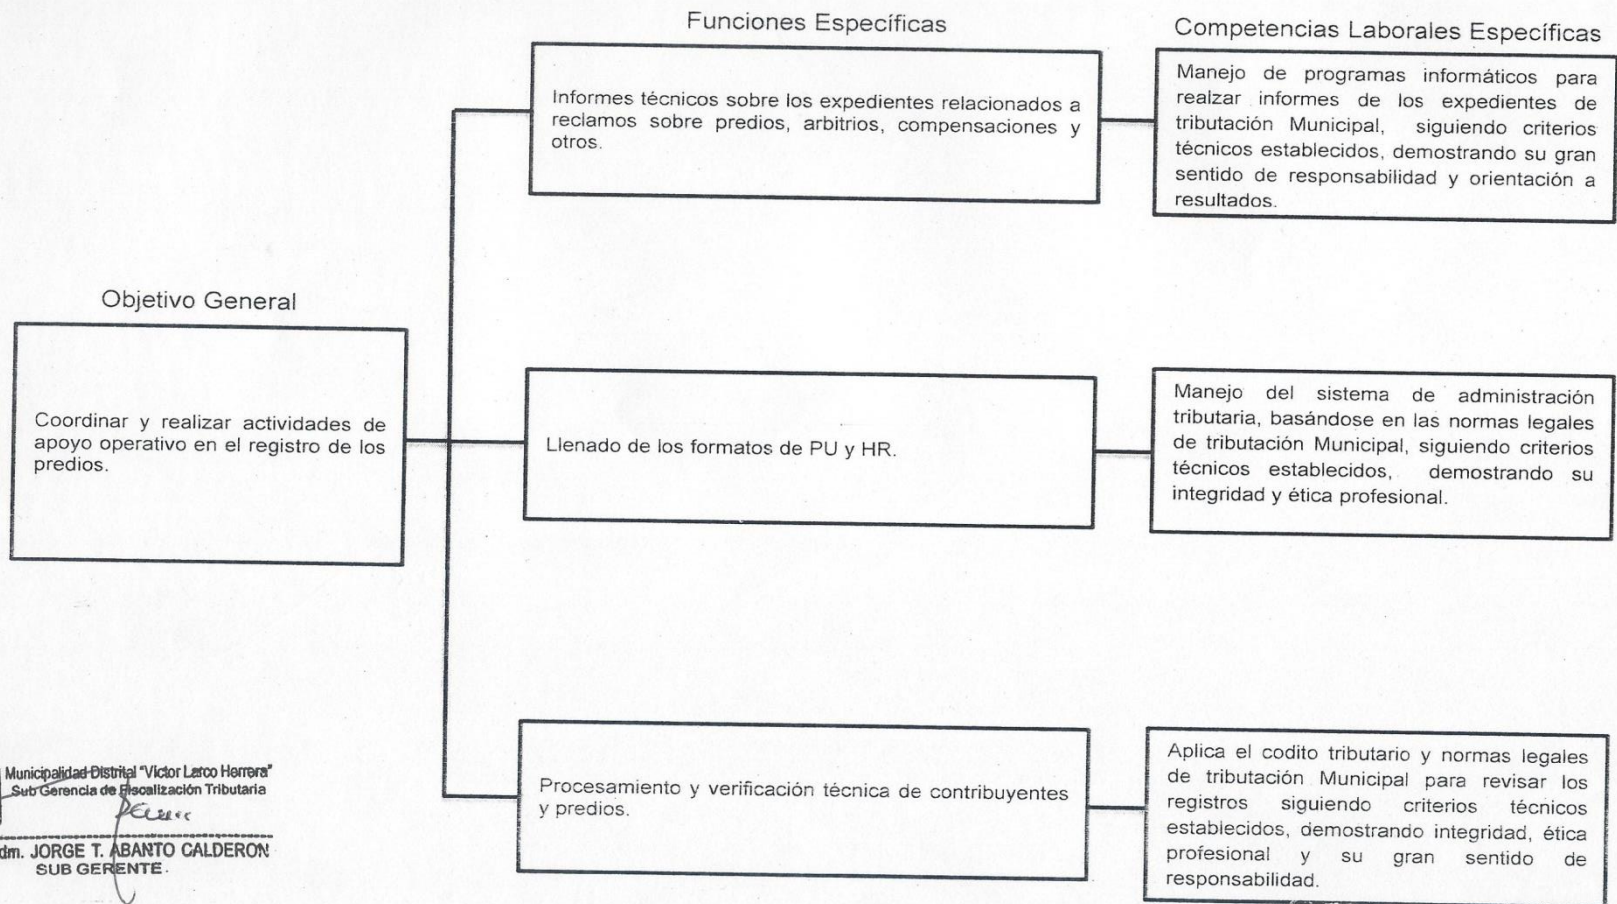 Funciones Específicas
Informes técnicos sobre los expedientes relacionados a
reclamos sobre predios, arbitrios, compensaciones y
otros.
Competencias Laborales Específicas
Manejo de programas informáticos para
realzar informes de los expedientes de
tributación Municipal, siguiendo criterios
técnicos establecidos, demostrando su gran
sentido de responsabilidad y orientación a
resultados.
Objetivo General
Coordinar y realizar actividades de
apoyo operativo en el registro de los
predios.
Llenado de los formatos de PU y HR.
Manejo del sistema de administración
tributaria, basándose en las normas legales
de tributación Municipal, siguiendo criterios
técnicos establecidos, demostrando su
integridad y ética profesional.
Procesamiento y verificación técnica de contribuyentes
y predios.
Aplica el codito tributario y normas legales
de tributación Municipal para revisar los
registros siguiendo criterios técnicos
establecidos, demostrando integridad, ética
profesional y su gran sentido de
responsabilidad.
Municipalidad Distrital "Victor Larco Herrera"
Sub Gerencia de Fiscalización Tributaria
dm. JORGE T. ABANTO CALDERON
SUB GERENTE.